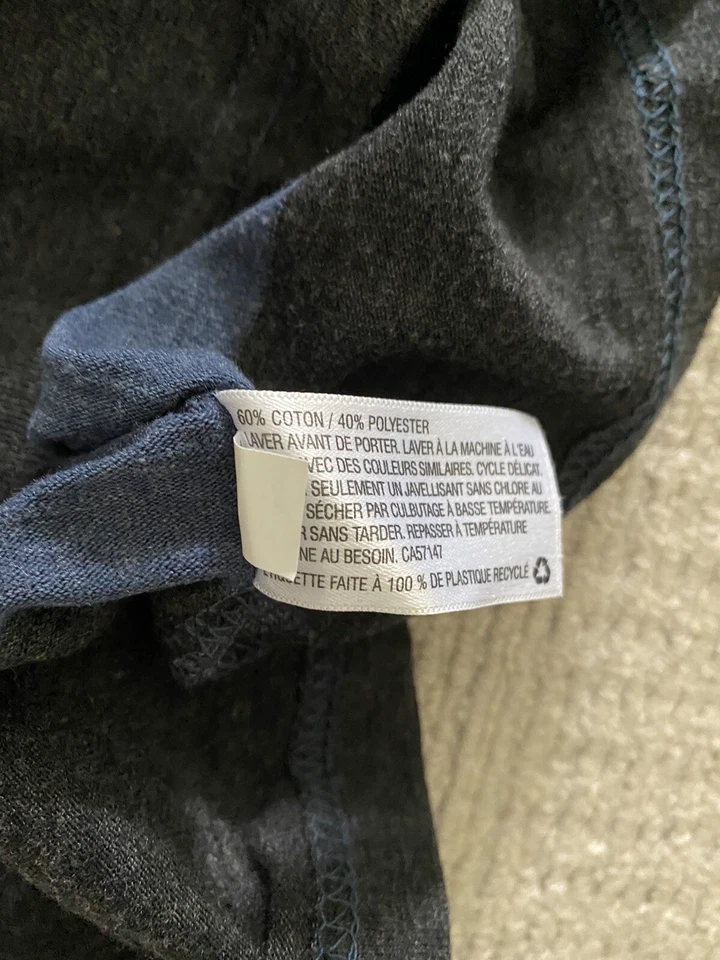 60% COTON / 40% POLYESTER
LAVER AVANT DE PORTER. LAVER À LA MACHINE À L'EAU
AVEC DES COULEURS SIMILAIRES. CYCLE DÉLICAT.
SEULEMENT UN JAVELLISANT SANS CHLORE AU
SÉCHER PAR CULBUTAGE À BASSE TEMPÉRATURE.
SANS TARDER. REPASSER À TEMPÉRATURE
AU BESOIN. CA57147
ÉTIQUETTE FAITE À 100 % DE PLASTIQUE RECYCLÉ